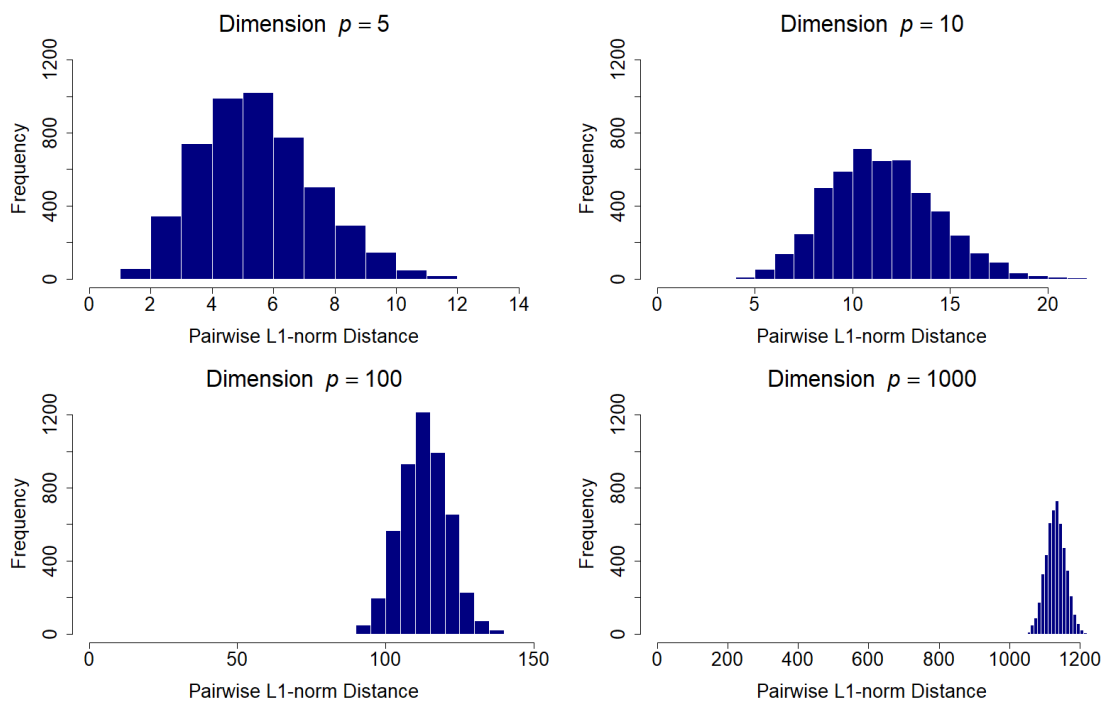 Dimension p = 5
1200
800
400
0
Frequency
0 2 4 6 8 10 12 14
Pairwise L1-norm Distance
Dimension p = 10
1200
800
400
0
Frequency
0 5 10 15 20
Pairwise L1-norm Distance
Dimension p = 100
1200
800
400
0
Frequency
0 50 100 150
Pairwise L1-norm Distance
Dimension p = 1000
1200
800
400
0
Frequency
0 200 400 600 800 1000 1200
Pairwise L1-norm Distance